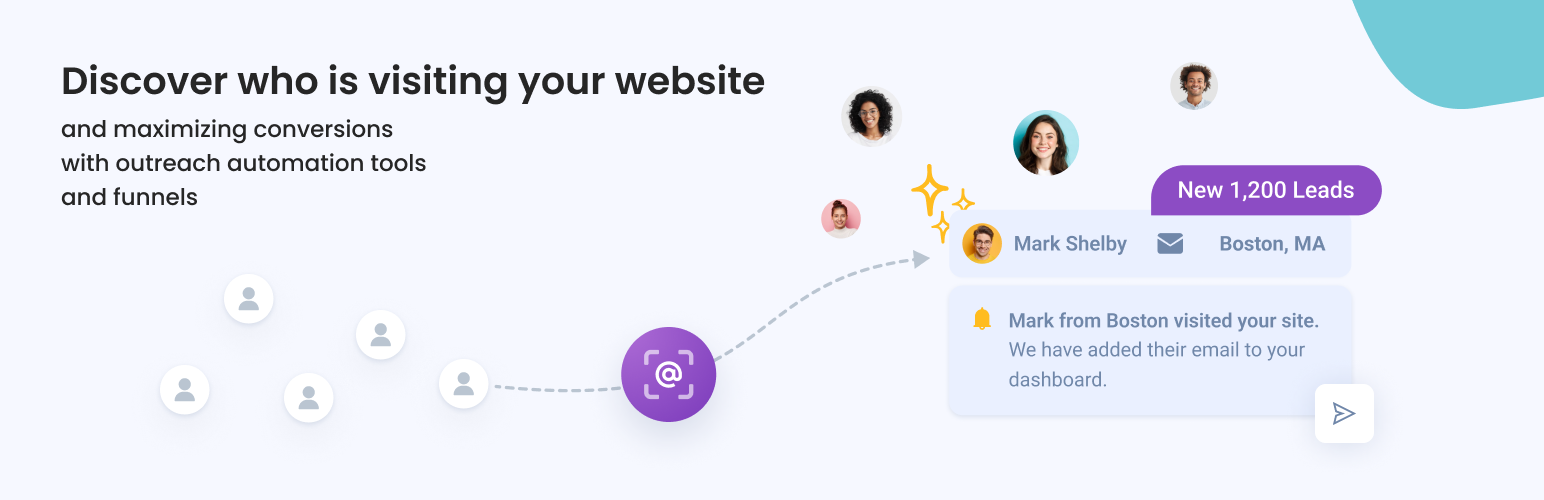 Discover who is visiting your website
and maximizing conversions
with outreach automation tools
and funnels
New 1,200 Leads
Mark Shelby Boston, MA
Mark from Boston visited your site.
We have added their email to your
dashboard.
@